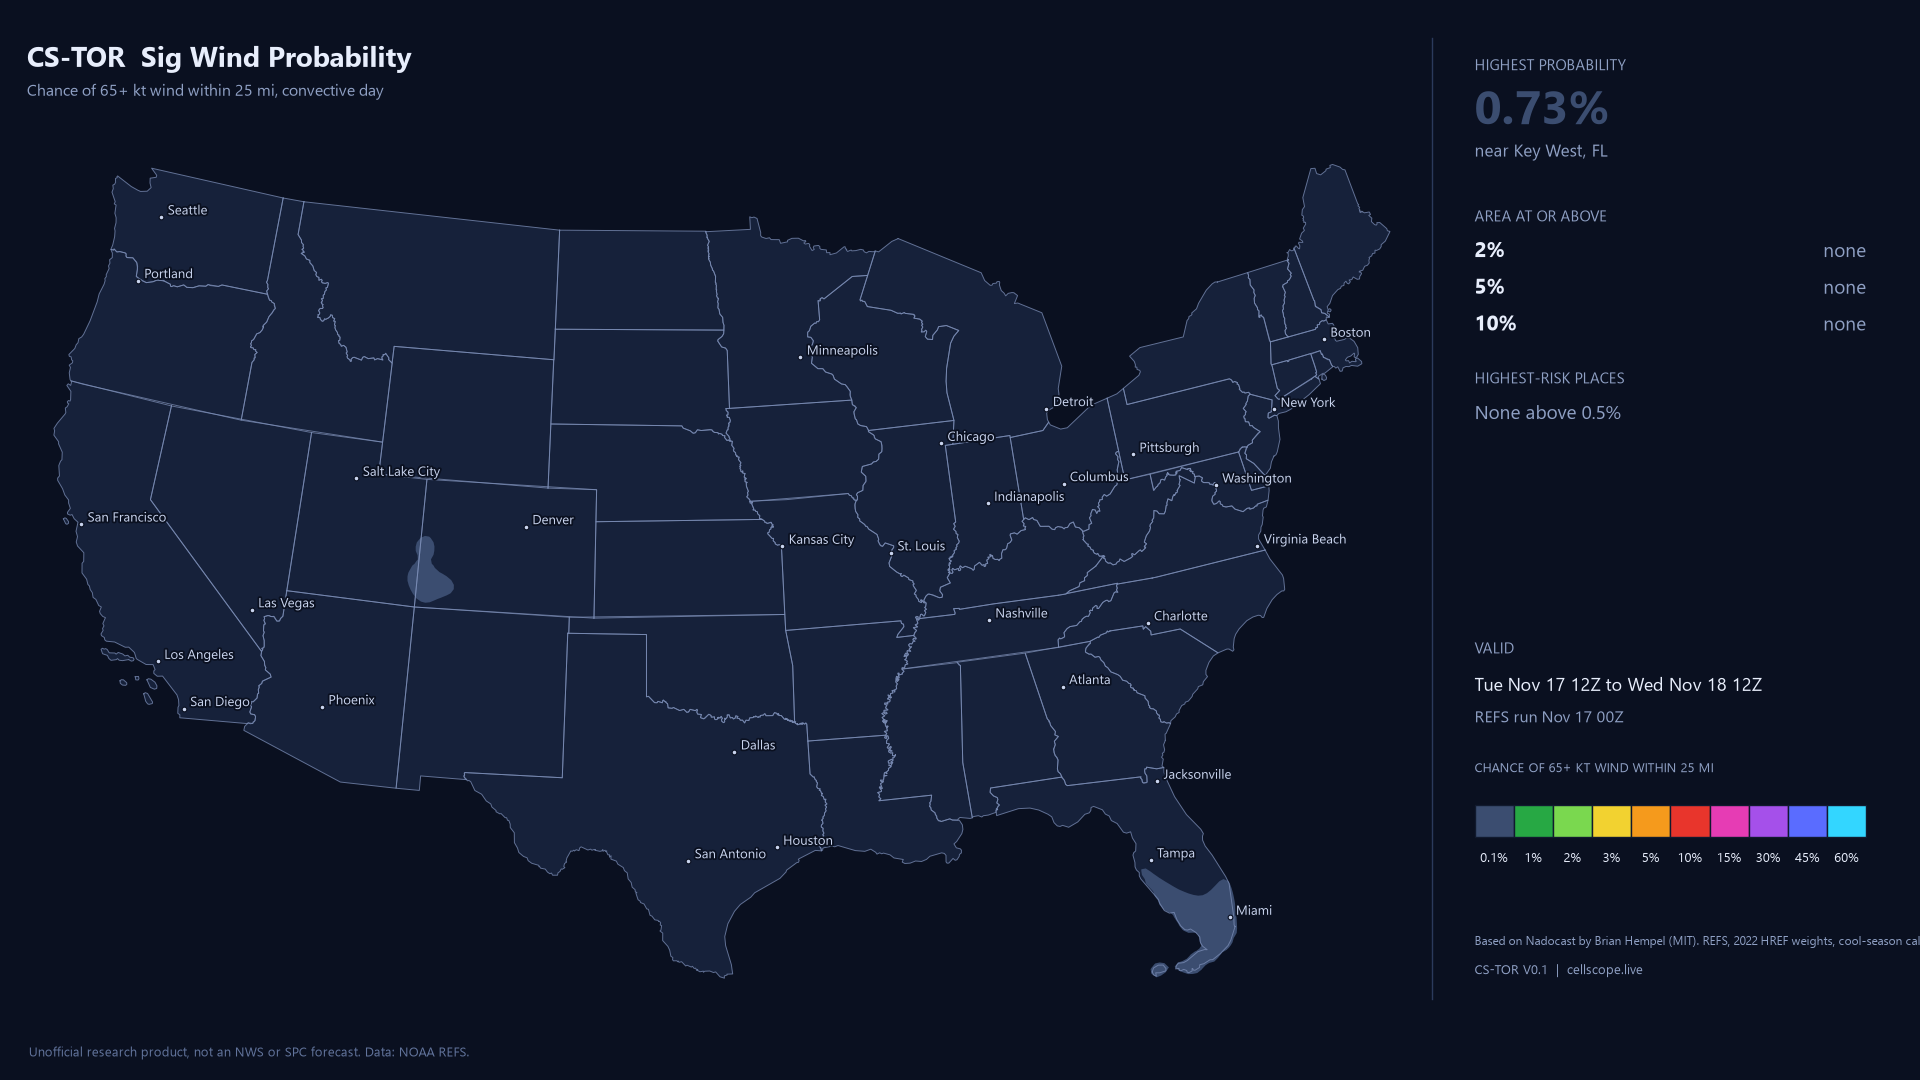 CS-TOR  Sig Wind Probability
Chance of 65+ kt wind within 25 mi, convective day
Seattle
Portland
Minneapolis
Boston
Detroit
New York
Chicago
Pittsburgh
Salt Lake City
Columbus
Washington
Indianapolis
San Francisco
Denver
Kansas City
St. Louis
Virginia Beach
Las Vegas
Nashville
Charlotte
Los Angeles
Atlanta
San Diego
Phoenix
Dallas
Jacksonville
Houston
San Antonio
Tampa
Miami
HIGHEST PROBABILITY
0.73%
near Key West, FL
AREA AT OR ABOVE
2% none
5% none
10% none
HIGHEST-RISK PLACES
None above 0.5%
VALID
Tue Nov 17 12Z to Wed Nov 18 12Z
REFS run Nov 17 00Z
CHANCE OF 65+ KT WIND WITHIN 25 MI
0.1% 1% 2% 3% 5% 10% 15% 30% 45% 60%
Based on Nadocast by Brian Hempel (MIT). REFS, 2022 HREF weights, cool-season cal
CS-TOR V0.1 | cellscope.live
Unofficial research product, not an NWS or SPC forecast. Data: NOAA REFS.